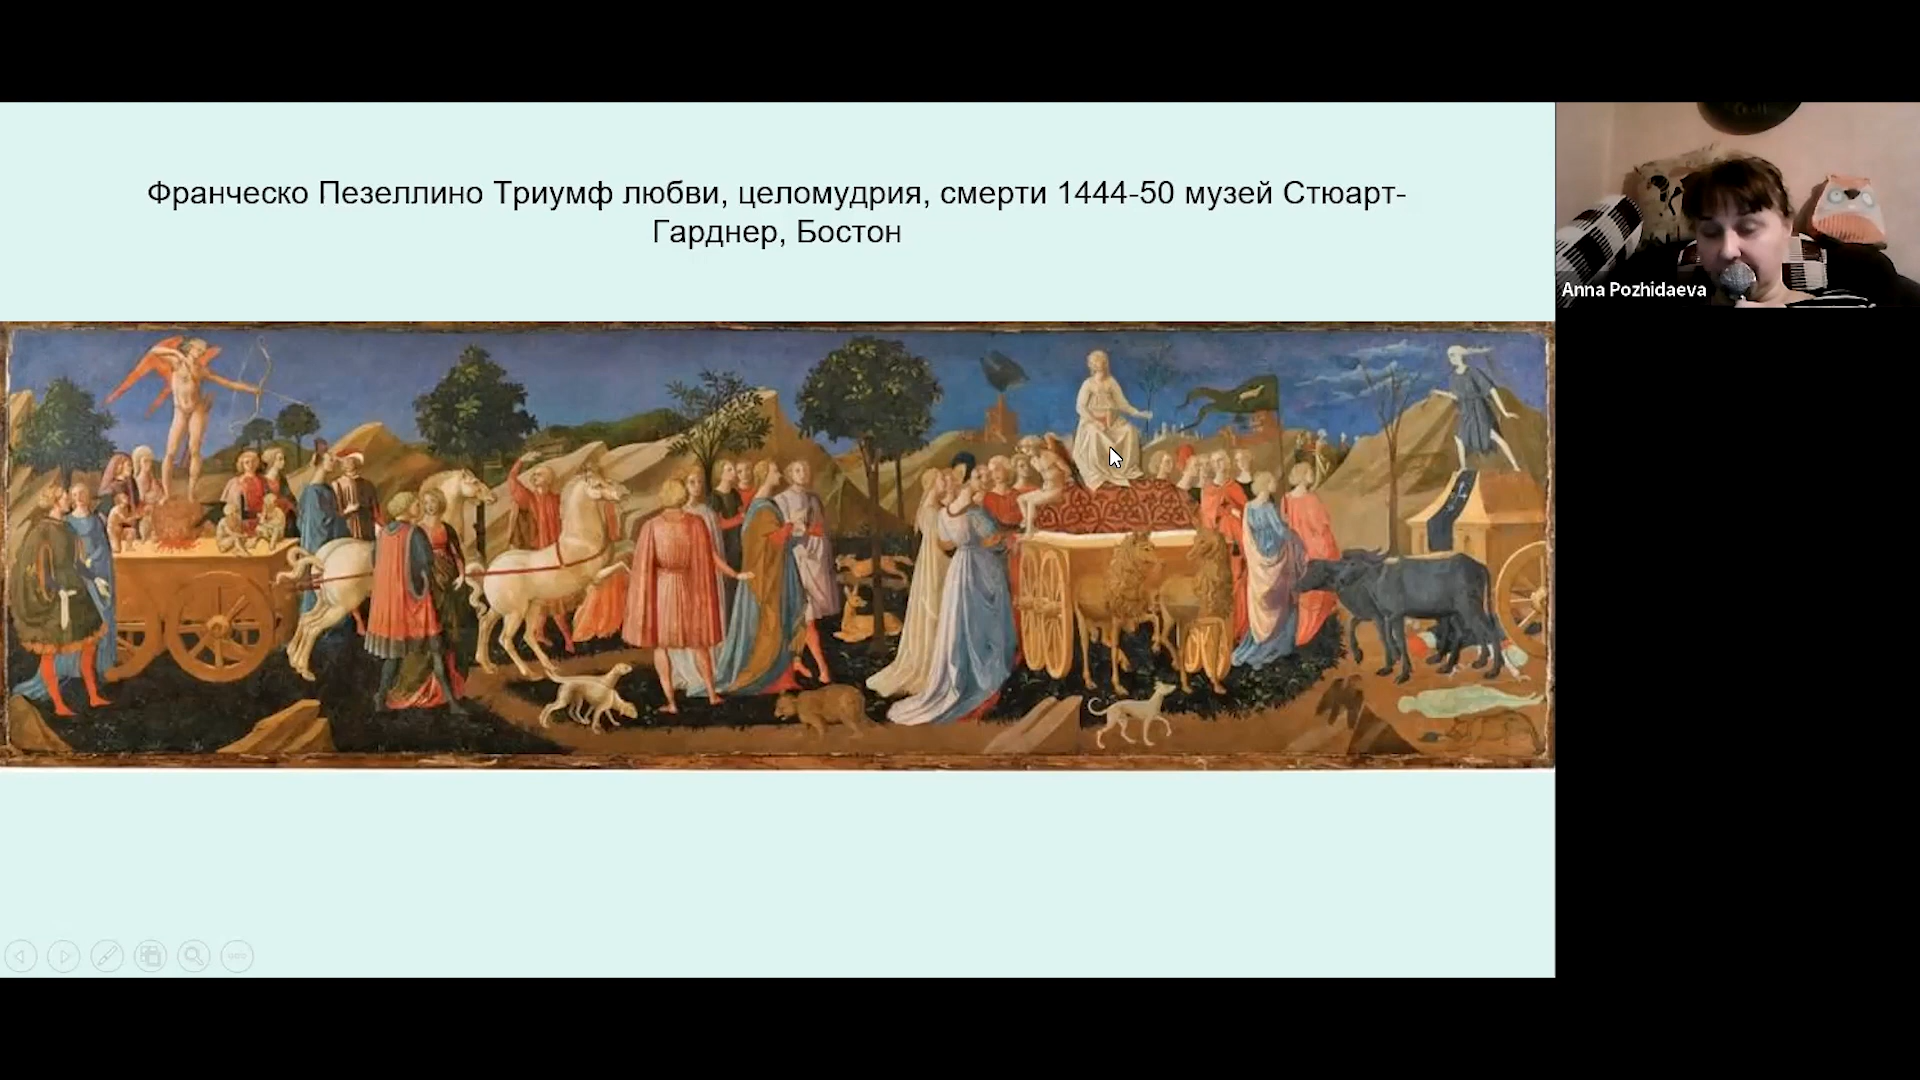 Франческо Пезеллино Триумф любви, целомудрия, смерти 1444-50 музей Стюарт-
Гарднер, Бостон
Anna Pozhidaeva